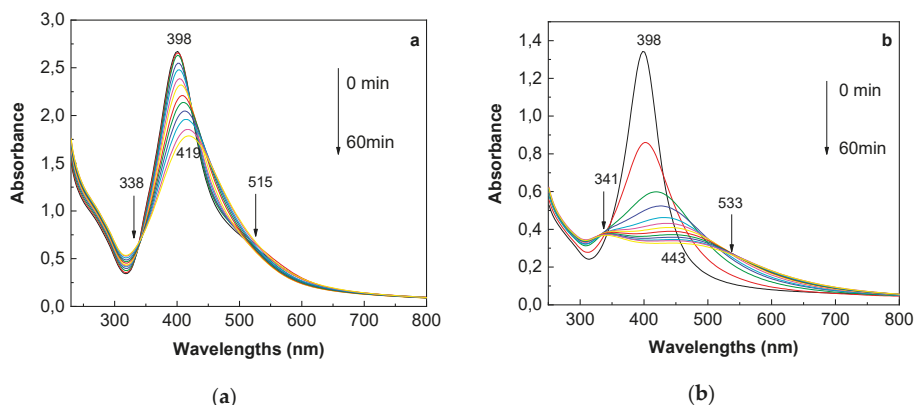 3,0
2,5
2,0
1,5
1,0
0,5
0,0
Absorbance
398
a
0 min
60min
419
338
515
300 400 500 600 700 800
Wavelengths (nm)
(a)
1,4
1,2
1,0
0,8
0,6
0,4
0,2
0,0
Absorbance
398
b
0 min
60min
341
533
443
300 400 500 600 700 800
Wavelengths (nm)
(b)